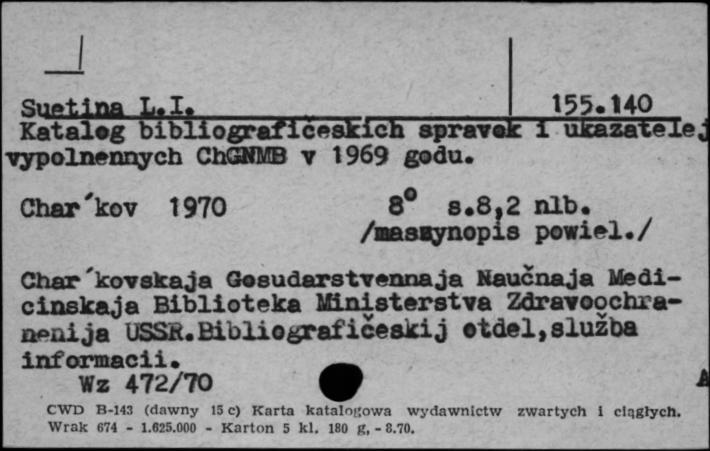 Suetina L.I. 155.140
Katalog bibliografičeskich spravok i ukazatelej
vypolnennych ChGNMB v 1969 godu.
Char´kov 1970 8° s.8,2 nlb.
/maszynopis powiel./
Char´kovskaja Gosudarstvennaja Naučnaja Medi-
cinskaja Biblioteka Ministerstva Zdravoochra-
nenija USSR.Bibliografičeskij otdel,služba
informacii.
Wz 472/70 A
CWD B-143 (dawny 15 c) Karta katalogowa wydawnictw zwartych i ciągłych.
Wrak 674 - 1.625.000 - Karton 5 kl. 180 g, - 8.70.